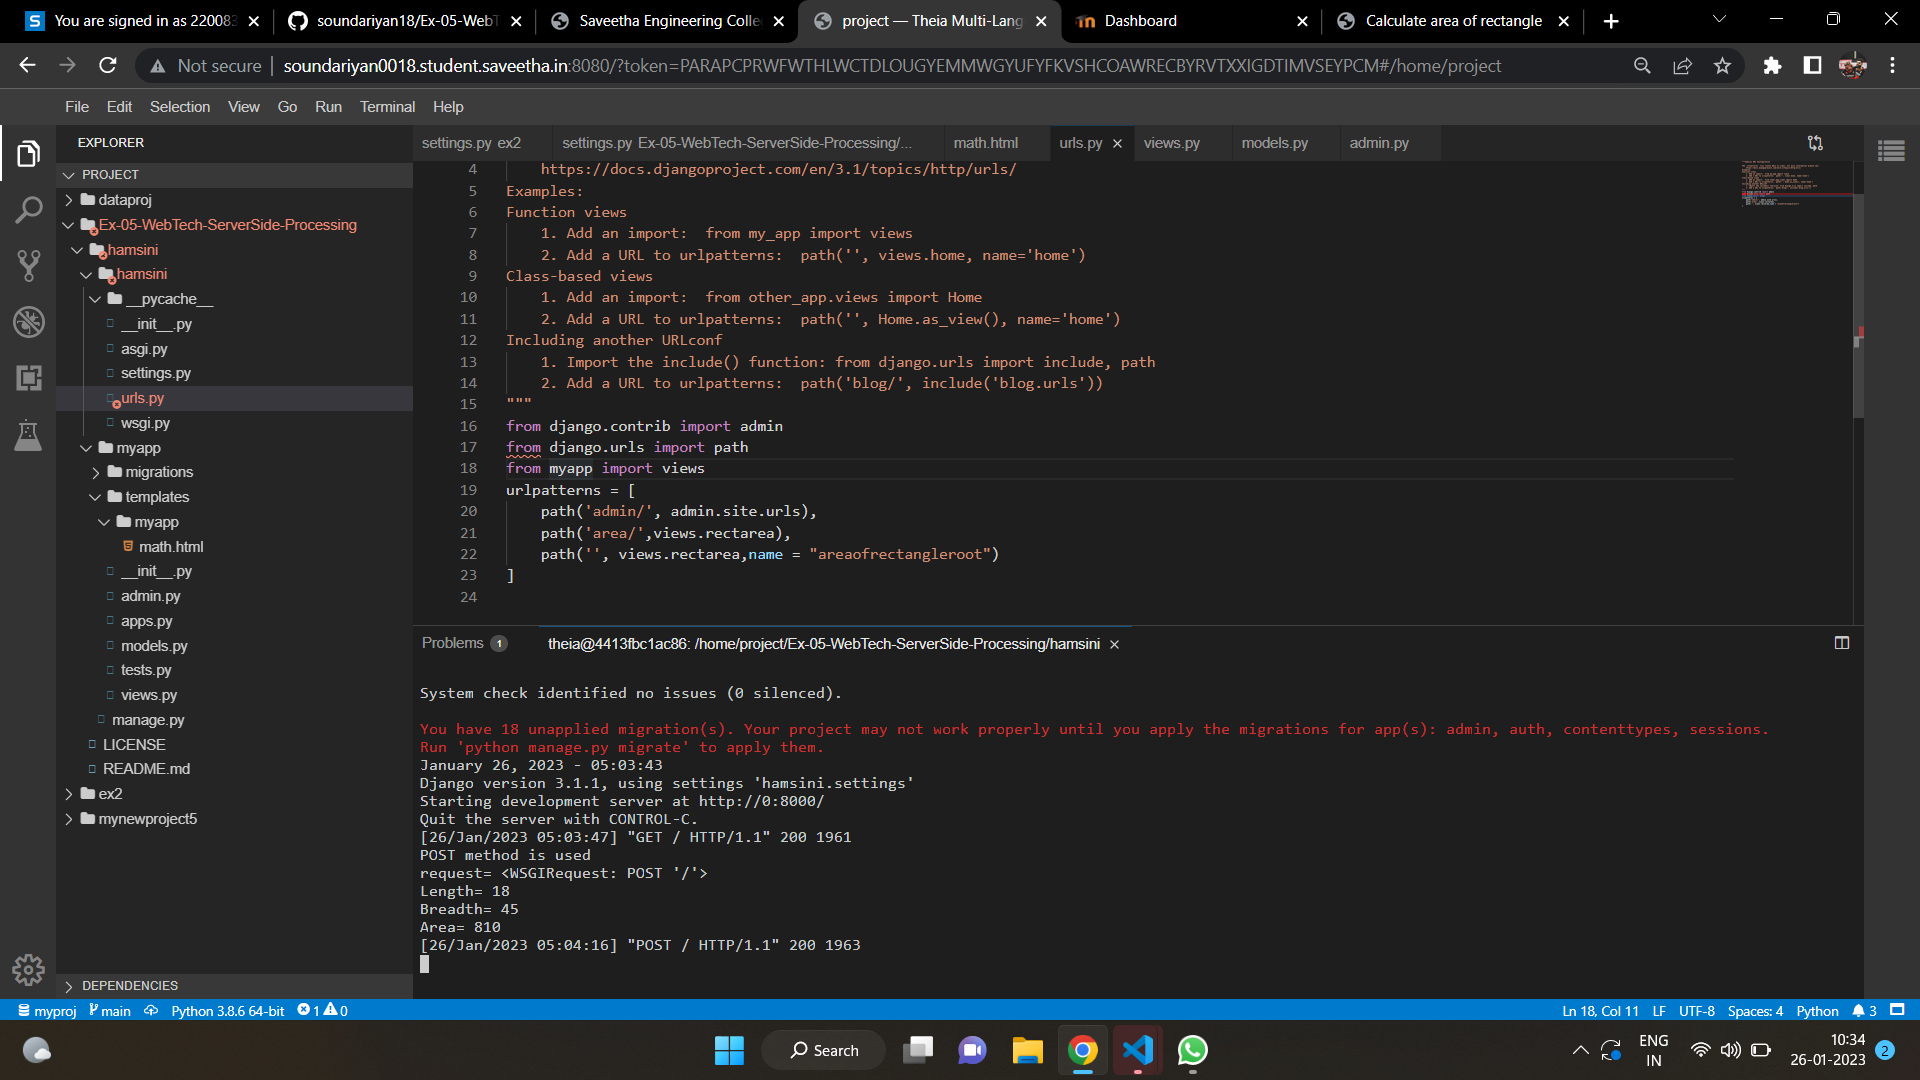 You are signed in as 22008
soundariyan18/Ex-05-WebT
Saveetha Engineering Colle
project — Theia Multi-Lang
Dashboard
Calculate area of rectangle
Not secure
soundariyan0018.student.saveetha.in:8080/?token=PARAPCPRWFWTHLWCTDLOUGYEMMWGYUFYFKVSHCOAWRECBYRVTXXIGDTIMVSEYPCM#/home/project
File Edit Selection View Go Run Terminal Help
EXPLORER
PROJECT
dataproj
Ex-05-WebTech-ServerSide-Processing
hamsini
hamsini
__pycache__
__init__.py
asgi.py
settings.py
urls.py
wsgi.py
myapp
migrations
templates
myapp
math.html
__init__.py
admin.py
apps.py
models.py
tests.py
views.py
manage.py
LICENSE
README.md
ex2
mynewproject5
DEPENDENCIES
settings.py ex2
settings.py Ex-05-WebTech-ServerSide-Processing/...
math.html
urls.py
views.py
models.py
admin.py
4 https://docs.djangoproject.com/en/3.1/topics/http/urls/
5 Examples:
6 Function views
7 1. Add an import:  from my_app import views
8 2. Add a URL to urlpatterns:  path('', views.home, name='home')
9 Class-based views
10 1. Add an import:  from other_app.views import Home
11 2. Add a URL to urlpatterns:  path('', Home.as_view(), name='home')
12 Including another URLconf
13 1. Import the include() function: from django.urls import include, path
14 2. Add a URL to urlpatterns:  path('blog/', include('blog.urls'))
15 """
16 from django.contrib import admin
17 from django.urls import path
18 from myapp import views
19 urlpatterns = [
20 path('admin/', admin.site.urls),
21 path('area/',views.rectarea),
22 path('', views.rectarea,name = "areaofrectangleroot")
23 ]
24
Problems 1
theia@4413fbc1ac86: /home/project/Ex-05-WebTech-ServerSide-Processing/hamsini
System check identified no issues (0 silenced).
You have 18 unapplied migration(s). Your project may not work properly until you apply the migrations for app(s): admin, auth, contenttypes, sessions.
Run 'python manage.py migrate' to apply them.
January 26, 2023 - 05:03:43
Django version 3.1.1, using settings 'hamsini.settings'
Starting development server at http://0:8000/
Quit the server with CONTROL-C.
[26/Jan/2023 05:03:47] "GET / HTTP/1.1" 200 1961
POST method is used
request= <WSGIRequest: POST '/'>
Length= 18
Breadth= 45
Area= 810
[26/Jan/2023 05:04:16] "POST / HTTP/1.1" 200 1963
myproj main Python 3.8.6 64-bit 1 0
Ln 18, Col 11 LF UTF-8 Spaces: 4 Python 3
Search
ENG
IN
10:34
26-01-2023
2